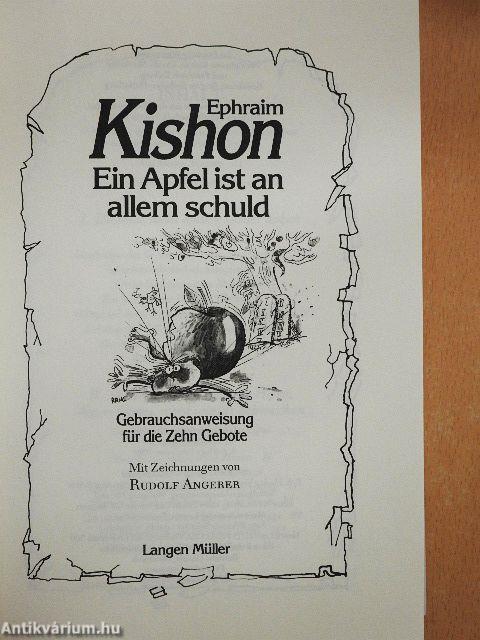 Ephraim
Kishon
Ein Apfel ist an
allem schuld
Gebrauchsanweisung
für die Zehn Gebote
Mit Zeichnungen von
RUDOLF ANGERER
Langen Müller
Antikvárium.hu